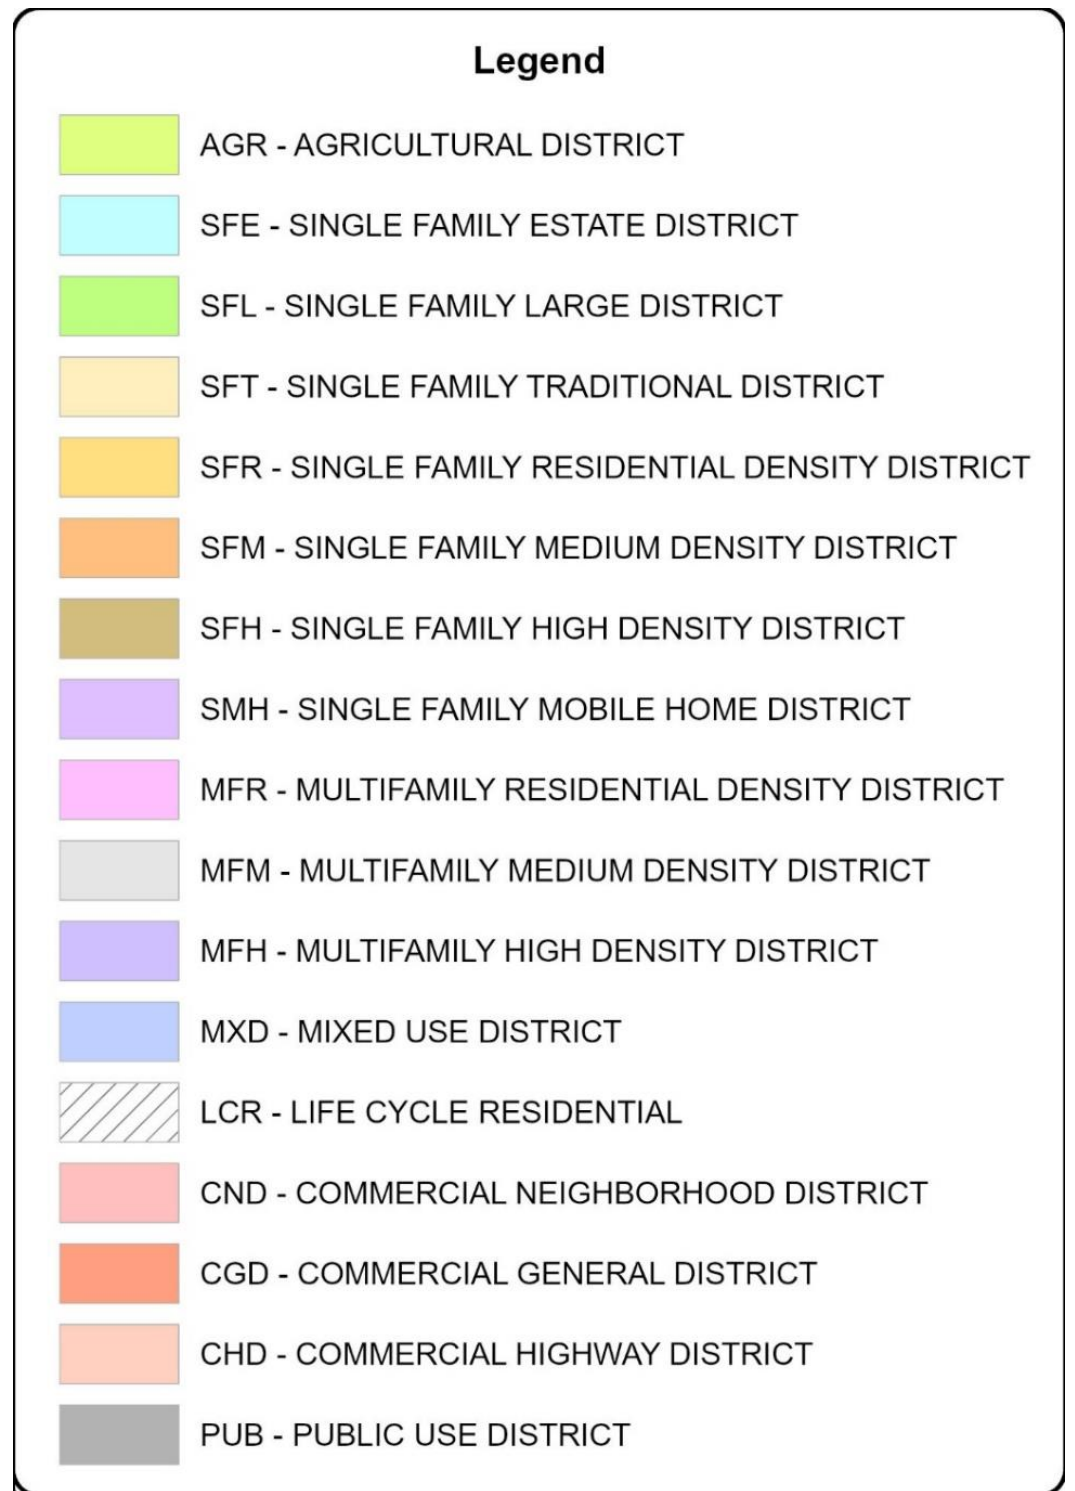 Legend
AGR - AGRICULTURAL DISTRICT
SFE - SINGLE FAMILY ESTATE DISTRICT
SFL - SINGLE FAMILY LARGE DISTRICT
SFT - SINGLE FAMILY TRADITIONAL DISTRICT
SFR - SINGLE FAMILY RESIDENTIAL DENSITY DISTRICT
SFM - SINGLE FAMILY MEDIUM DENSITY DISTRICT
SFH - SINGLE FAMILY HIGH DENSITY DISTRICT
SMH - SINGLE FAMILY MOBILE HOME DISTRICT
MFR - MULTIFAMILY RESIDENTIAL DENSITY DISTRICT
MFM - MULTIFAMILY MEDIUM DENSITY DISTRICT
MFH - MULTIFAMILY HIGH DENSITY DISTRICT
MXD - MIXED USE DISTRICT
LCR - LIFE CYCLE RESIDENTIAL
CND - COMMERCIAL NEIGHBORHOOD DISTRICT
CGD - COMMERCIAL GENERAL DISTRICT
CHD - COMMERCIAL HIGHWAY DISTRICT
PUB - PUBLIC USE DISTRICT